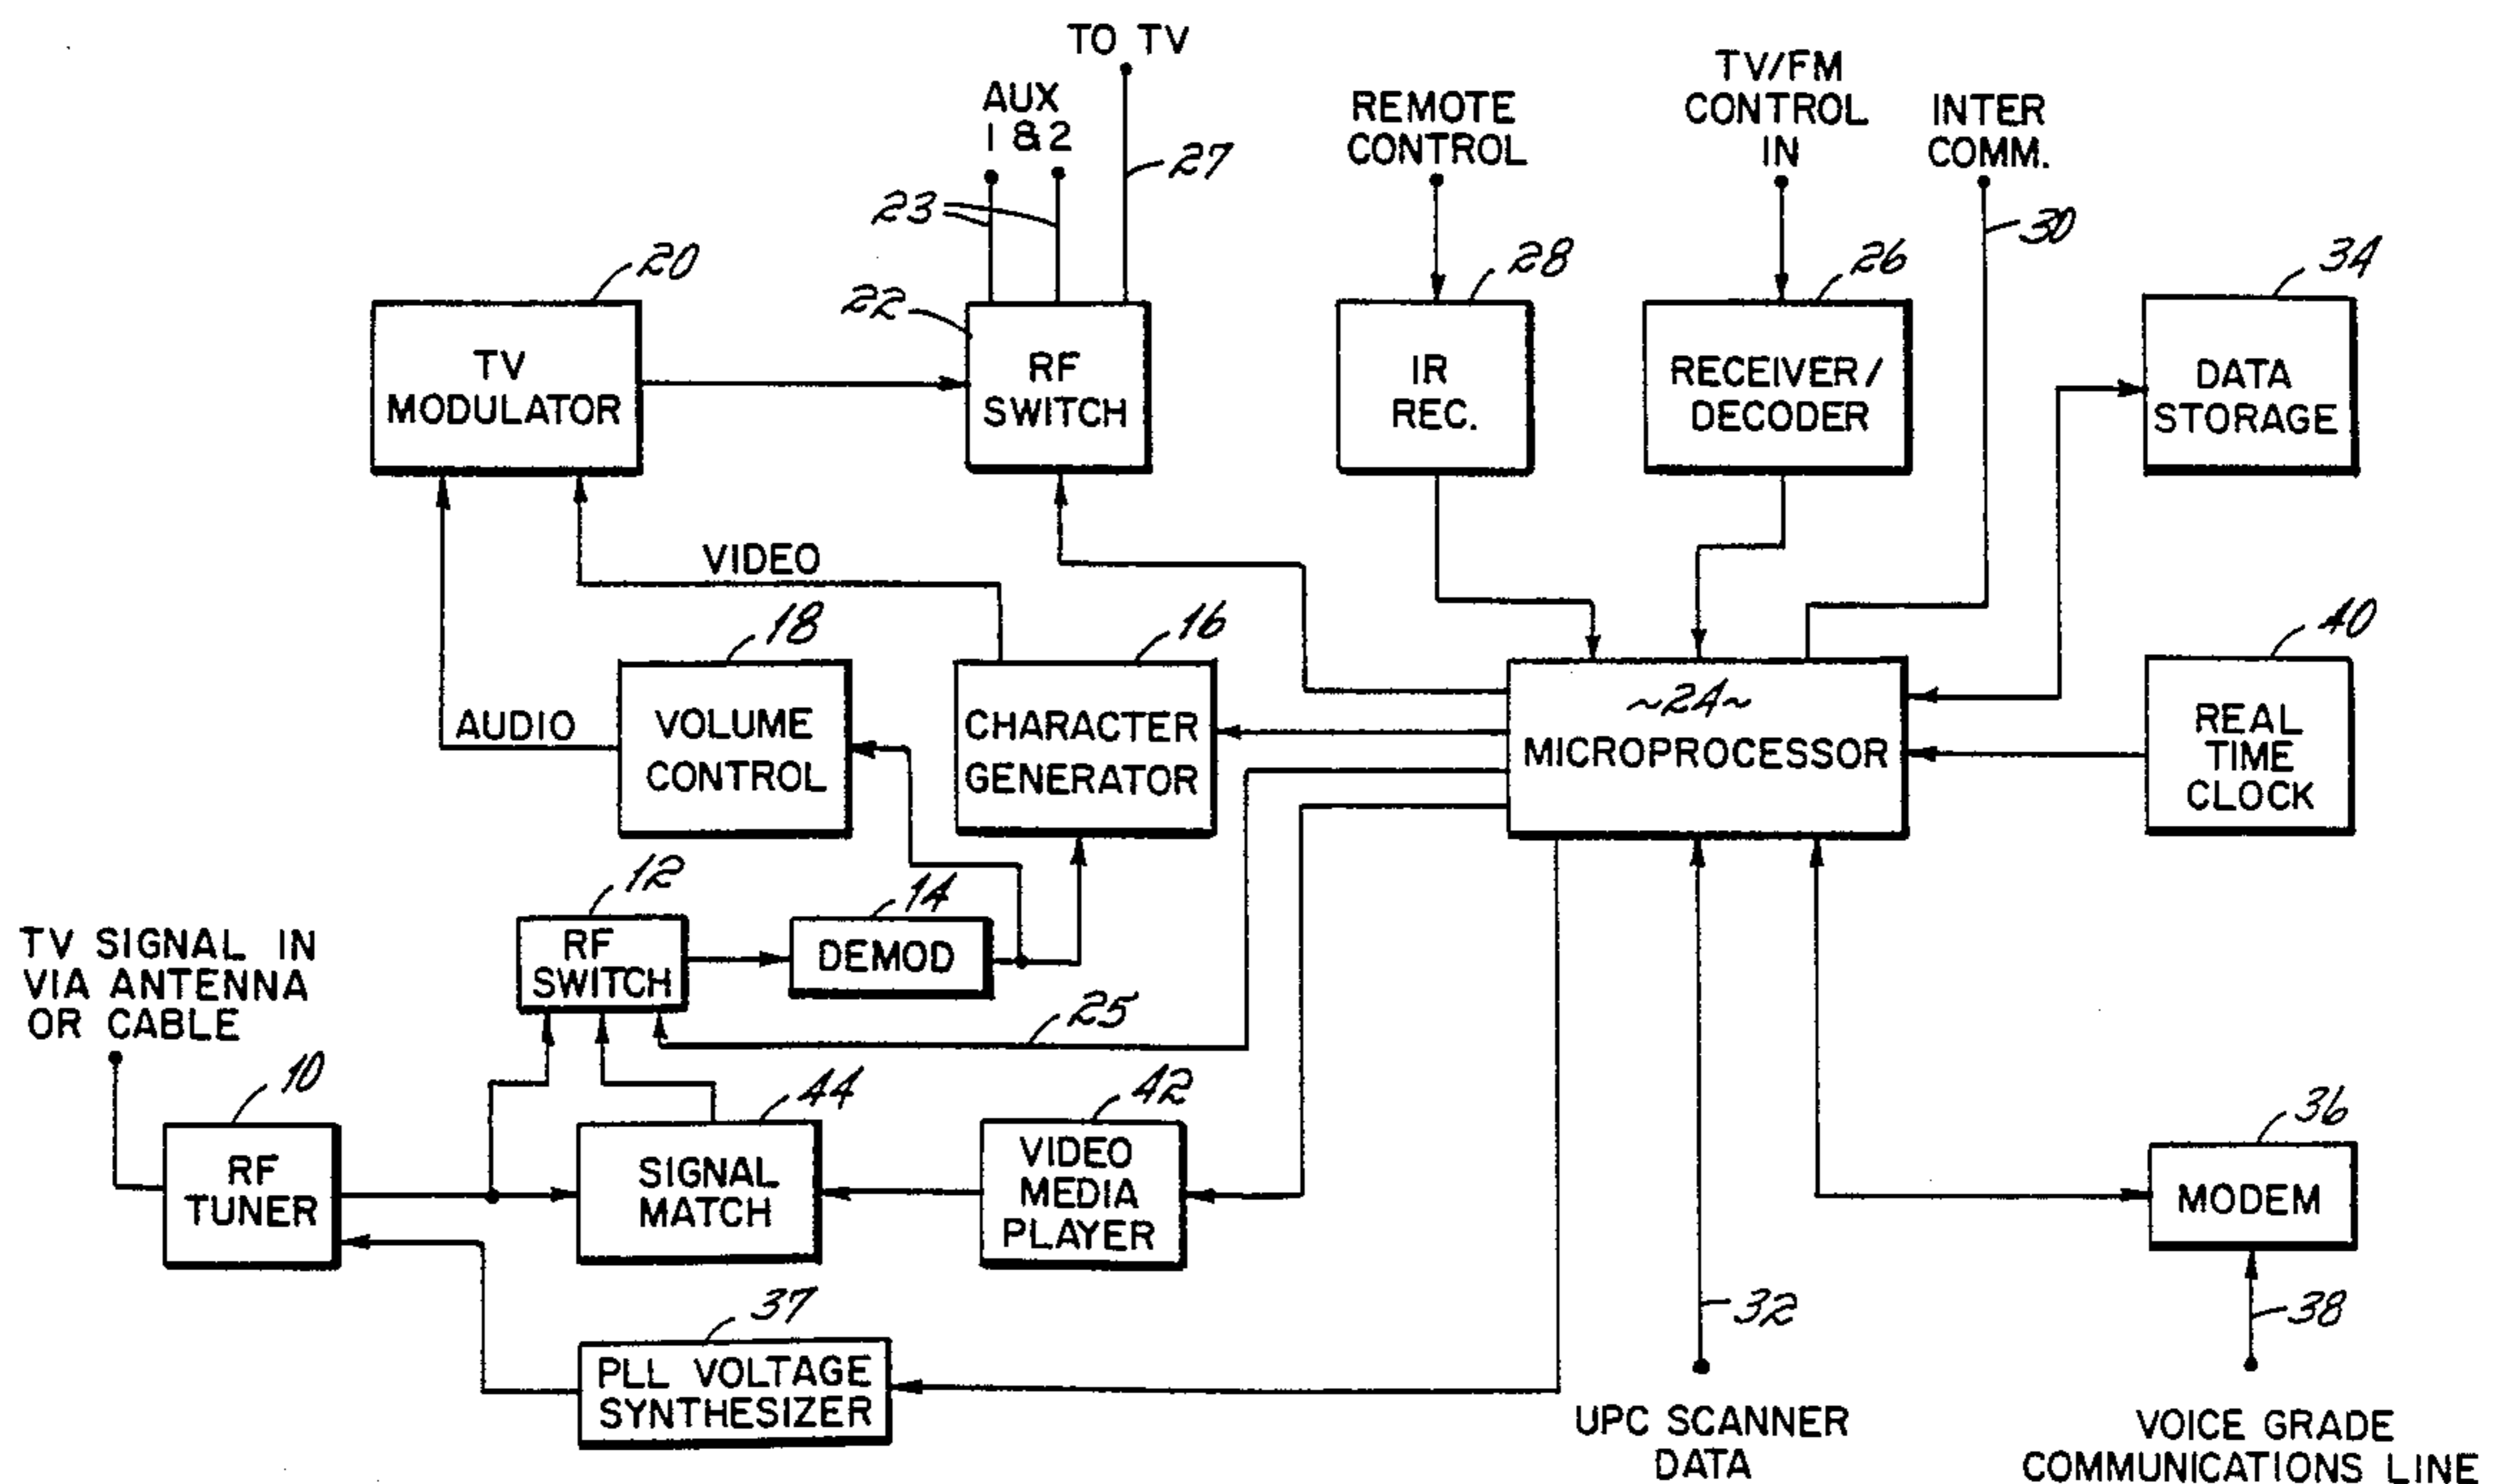 TO TV
AUX
1 & 2
27
23
REMOTE
CONTROL
TV/FM
CONTROL
IN
INTER
COMM.
30
20
TV
MODULATOR
22
RF
SWITCH
28
IR
REC.
26
RECEIVER/
DECODER
34
DATA
STORAGE
VIDEO
AUDIO
18
VOLUME
CONTROL
16
CHARACTER
GENERATOR
~24~
MICROPROCESSOR
40
REAL
TIME
CLOCK
12
RF
SWITCH
14
DEMOD
25
TV SIGNAL IN
VIA ANTENNA
OR CABLE
10
RF
TUNER
44
SIGNAL
MATCH
42
VIDEO
MEDIA
PLAYER
36
MODEM
37
PLL VOLTAGE
SYNTHESIZER
32
UPC SCANNER
DATA
38
VOICE GRADE
COMMUNICATIONS LINE